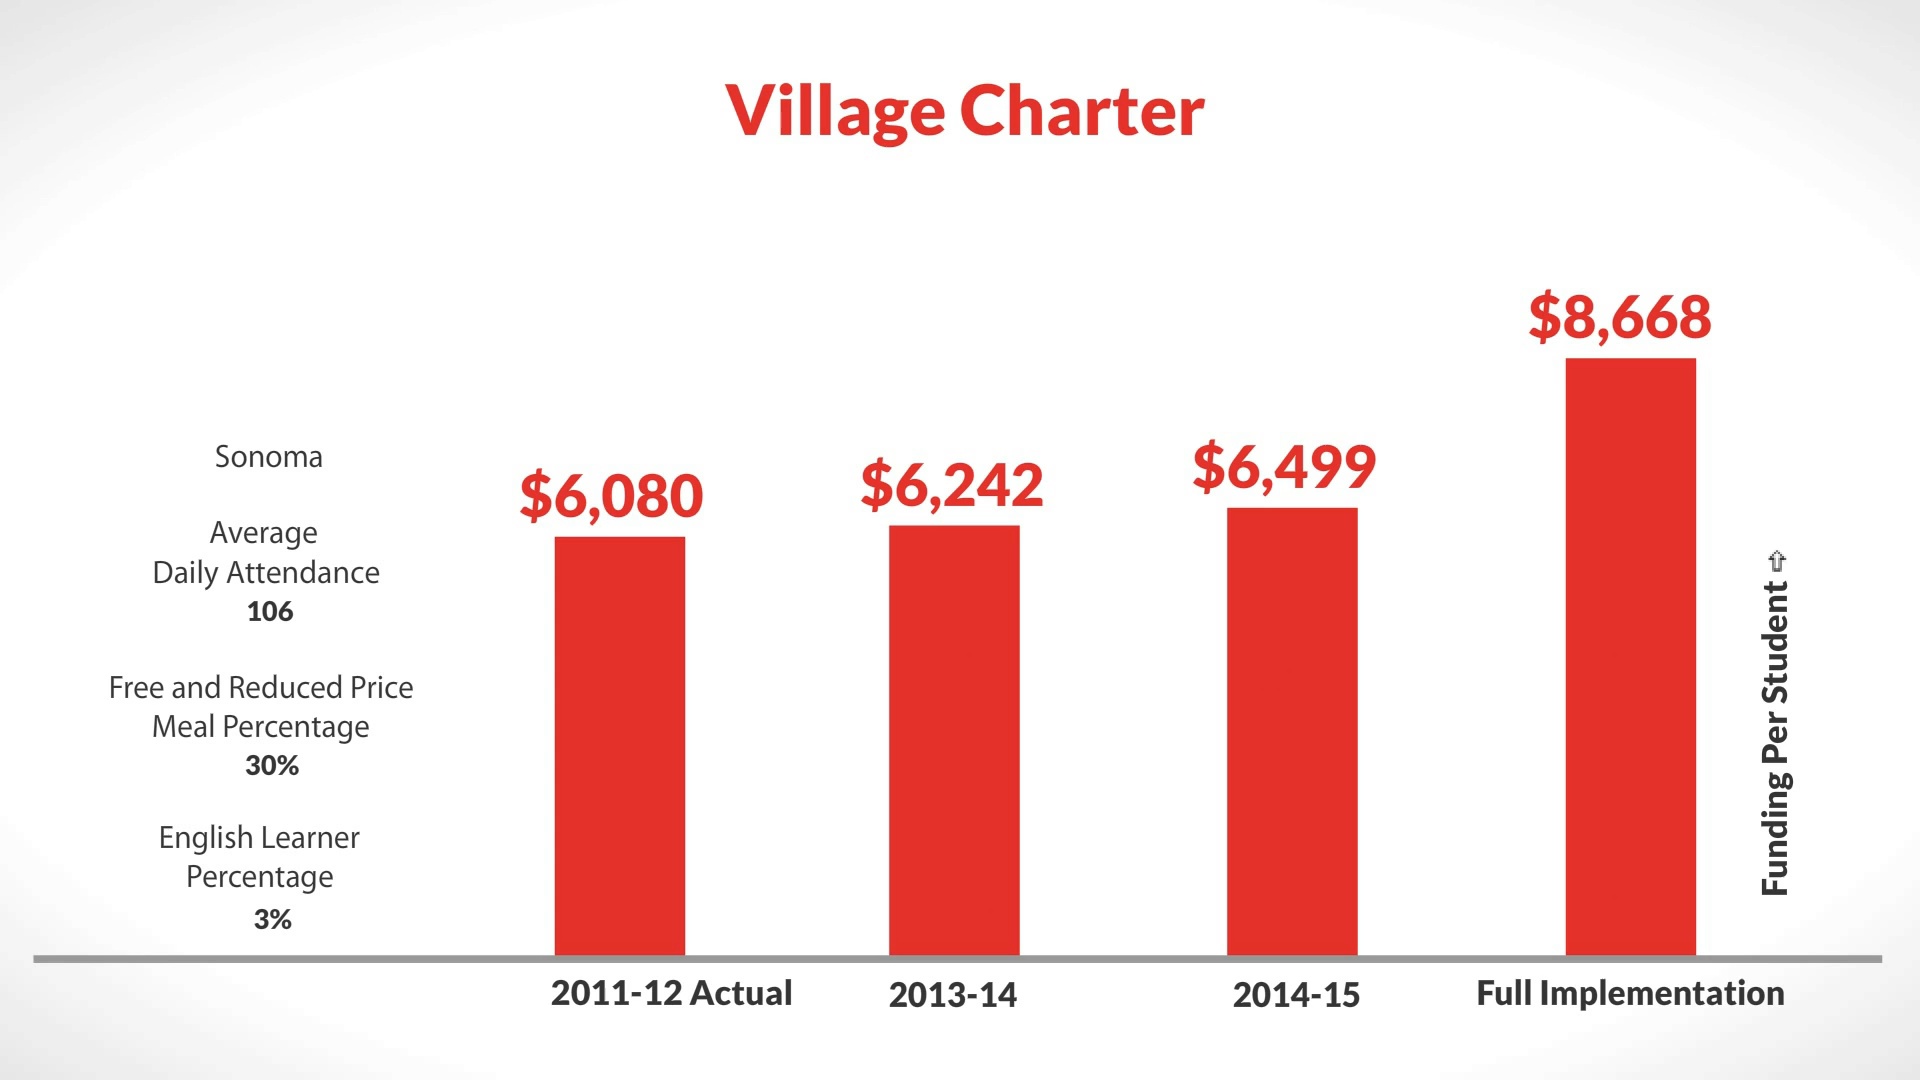 Village Charter
Sonoma
Average
Daily Attendance
106
Free and Reduced Price
Meal Percentage
30%
English Learner
Percentage
3%
$6,080
$6,242
$6,499
$8,668
2011-12 Actual
2013-14
2014-15
Full Implementation
Funding Per Student ⇧